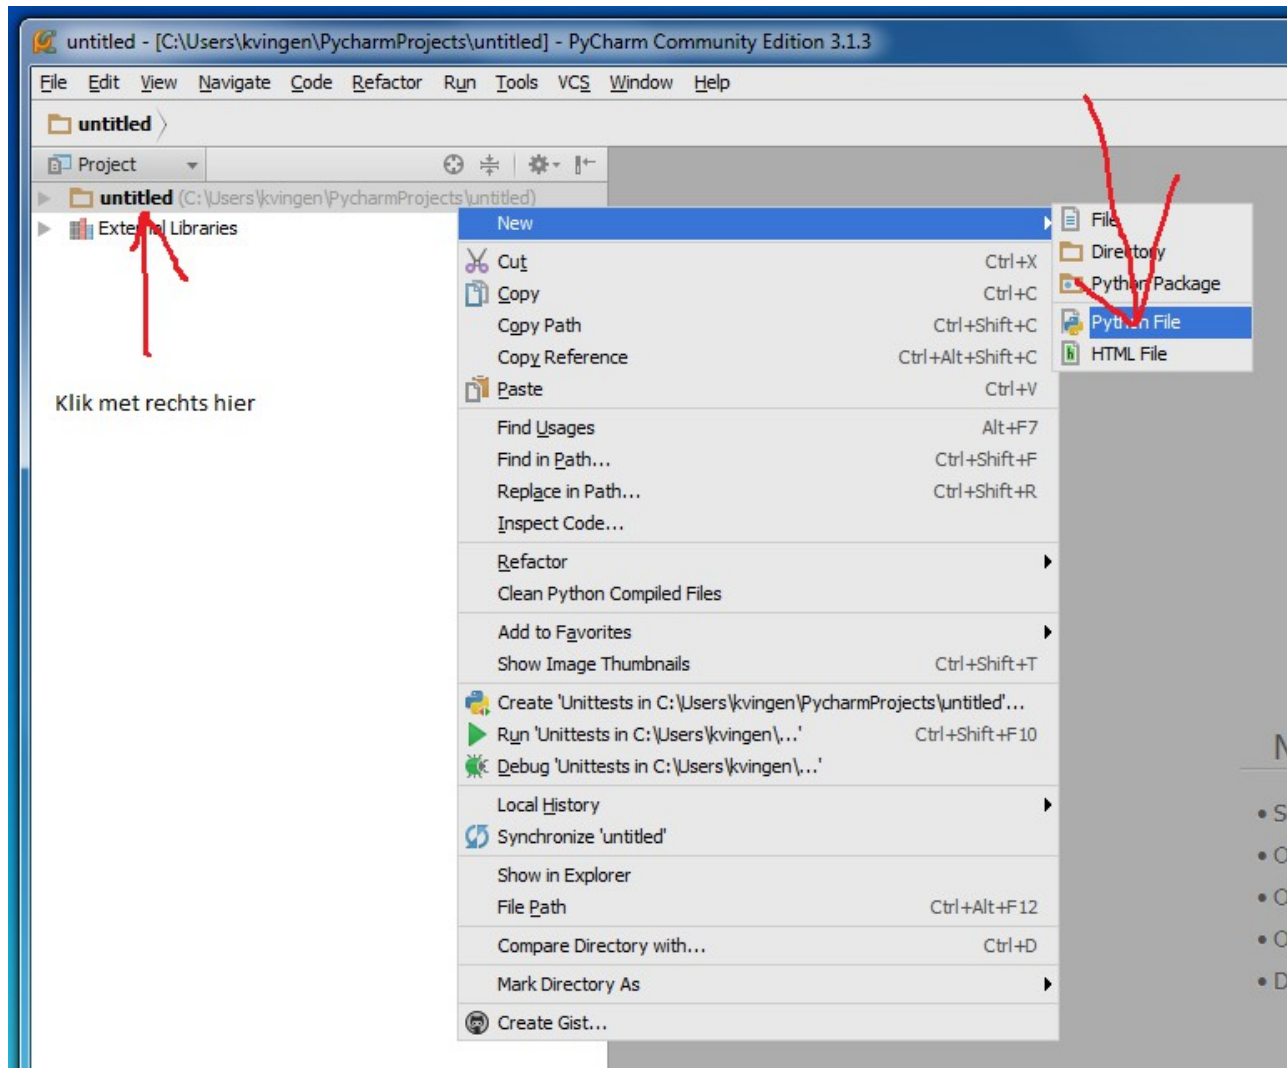 untitled - [C:\Users\kvingen\PycharmProjects\untitled] - PyCharm Community Edition 3.1.3
File Edit View Navigate Code Refactor Run Tools VCS Window Help
untitled
Project
untitled (C:\Users\kvingen\PycharmProjects\untitled)
External Libraries
Klik met rechts hier
New
Cut Ctrl+X
Copy Ctrl+C
Copy Path Ctrl+Shift+C
Copy Reference Ctrl+Alt+Shift+C
Paste Ctrl+V
Find Usages Alt+F7
Find in Path... Ctrl+Shift+F
Replace in Path... Ctrl+Shift+R
Inspect Code...
Refactor
Clean Python Compiled Files
Add to Favorites
Show Image Thumbnails Ctrl+Shift+T
Create 'Unittests in C:\Users\kvingen\PycharmProjects\untitled'...
Run 'Unittests in C:\Users\kvingen\...' Ctrl+Shift+F10
Debug 'Unittests in C:\Users\kvingen\...'
Local History
Synchronize 'untitled'
Show in Explorer
File Path Ctrl+Alt+F12
Compare Directory with... Ctrl+D
Mark Directory As
Create Gist...
File
Directory
Python Package
Python File
HTML File